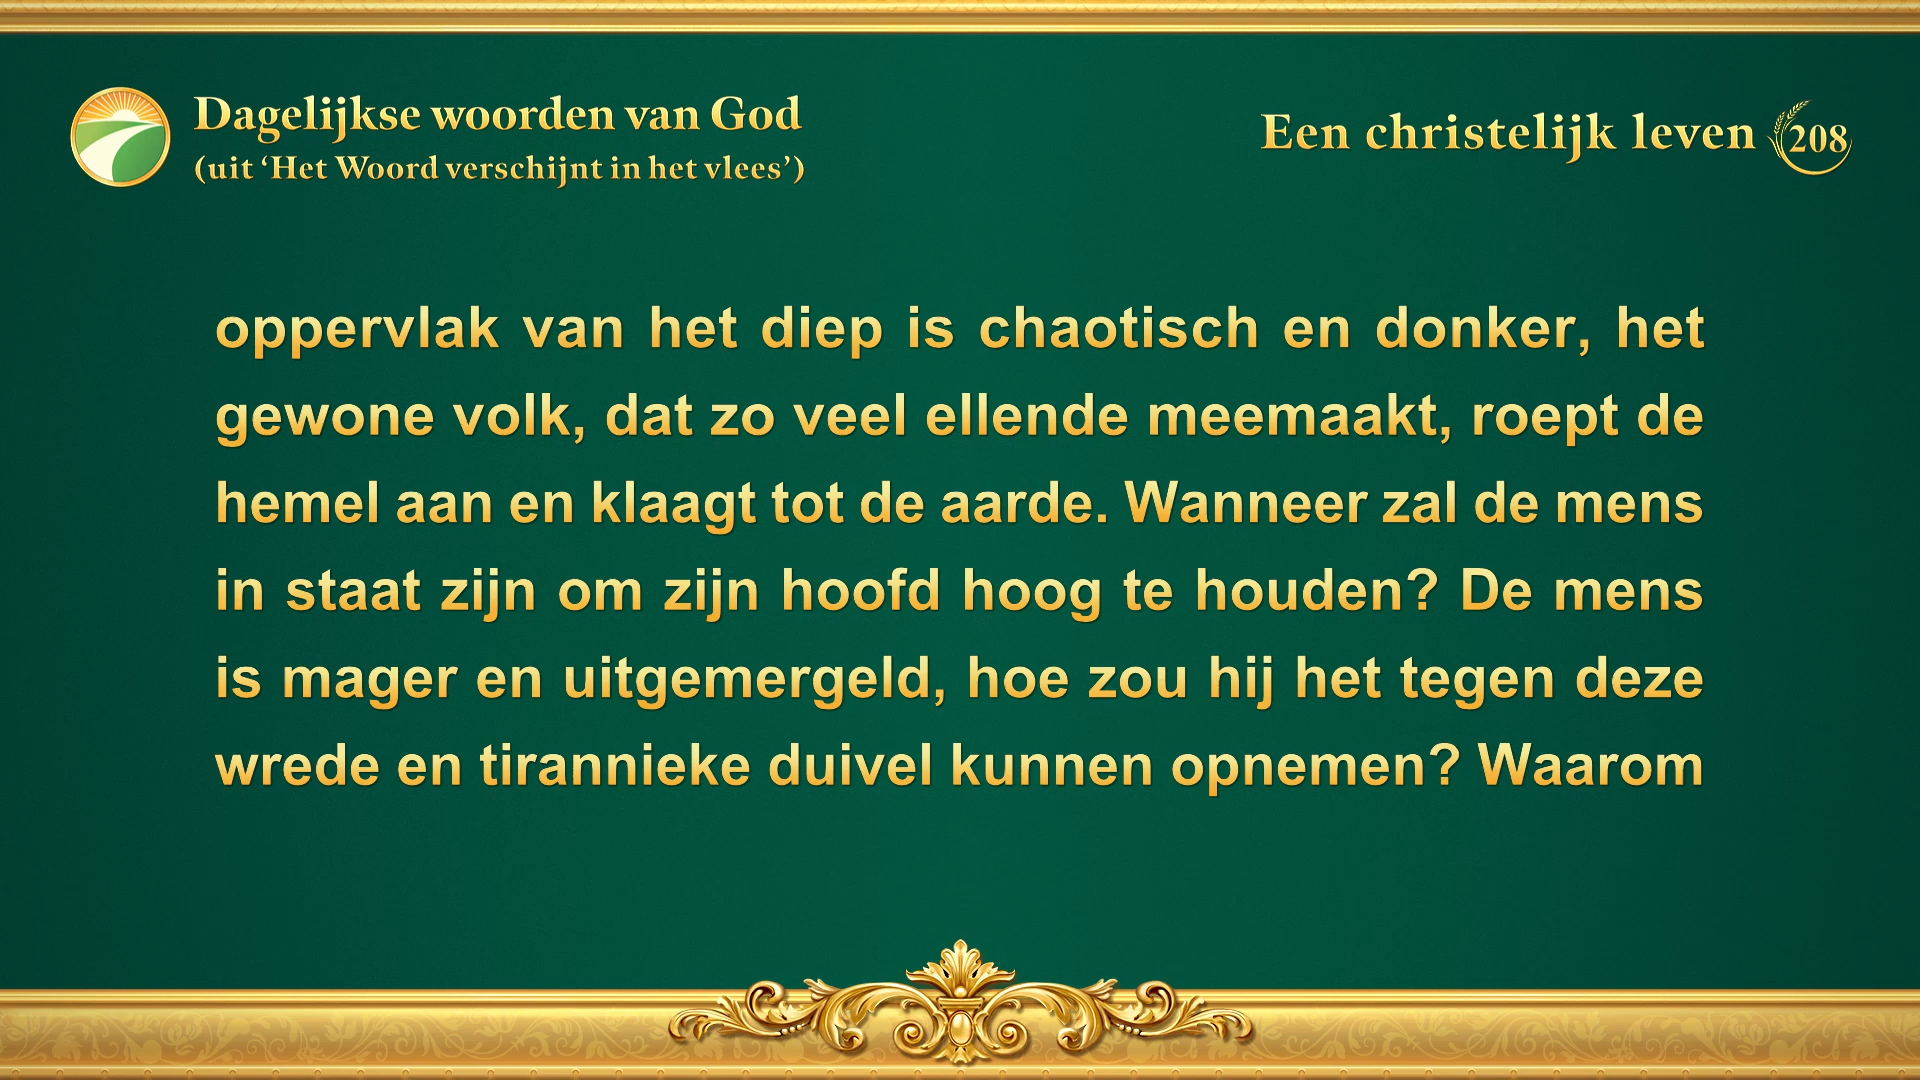 Dagelijkse woorden van God
(uit ‘Het Woord verschijnt in het vlees’)
Een christelijk leven 208
oppervlak van het diep is chaotisch en donker, het
gewone volk, dat zo veel ellende meemaakt, roept de
hemel aan en klaagt tot de aarde. Wanneer zal de mens
in staat zijn om zijn hoofd hoog te houden? De mens
is mager en uitgemergeld, hoe zou hij het tegen deze
wrede en tirannieke duivel kunnen opnemen? Waarom